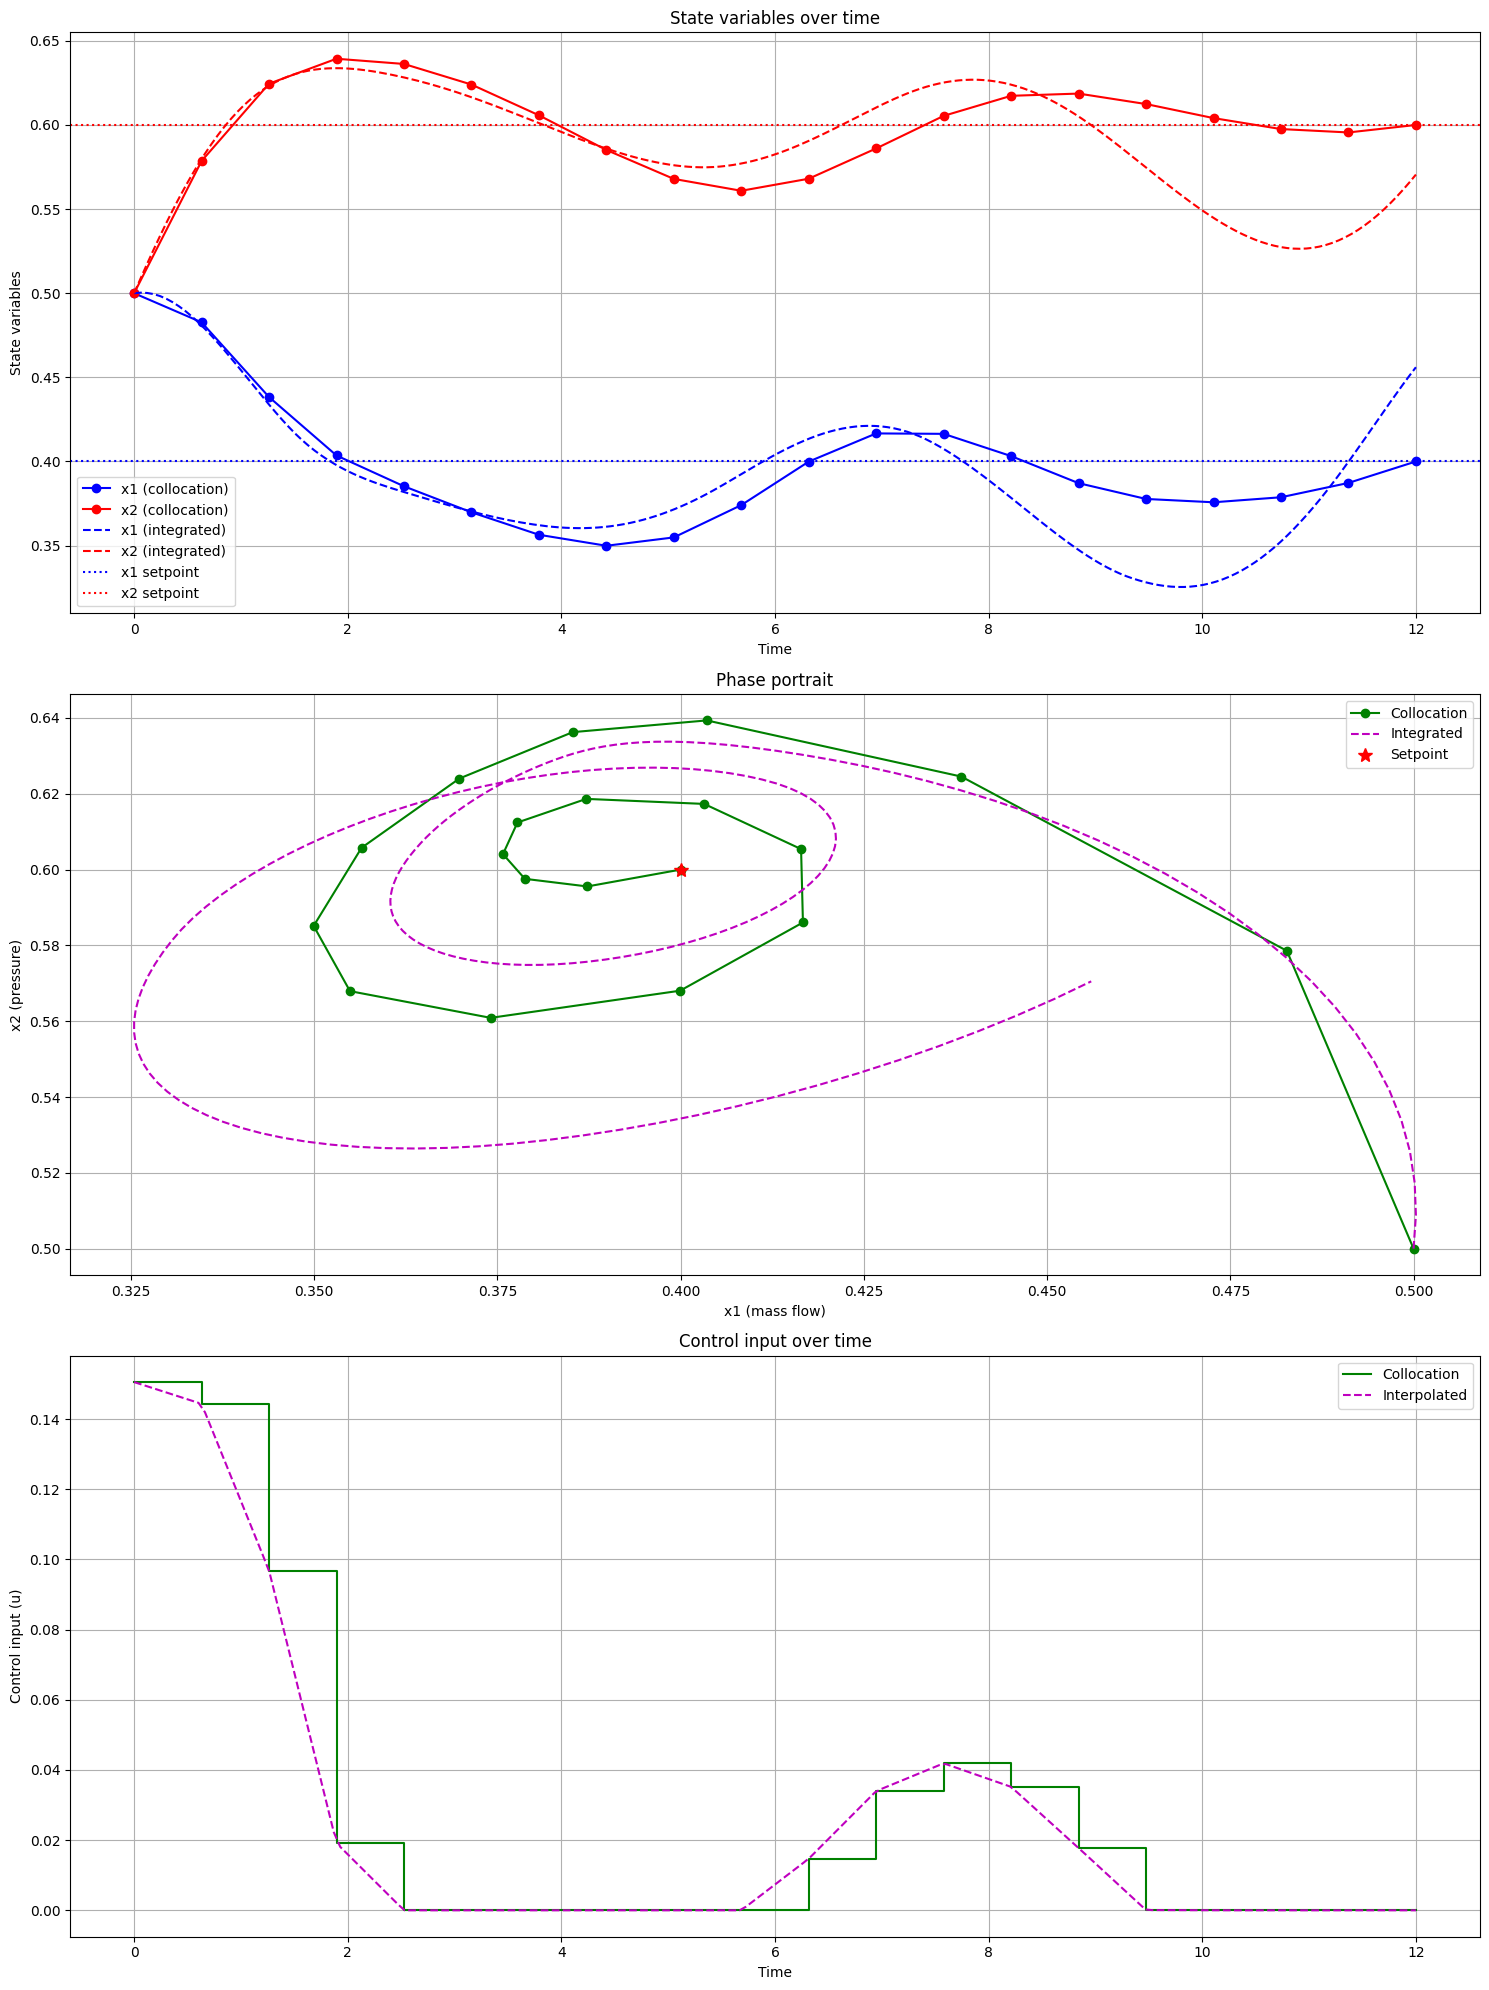 State variables over time
State variables
0.65
0.60
0.55
0.50
0.45
0.40
0.35
x1 (collocation)
x2 (collocation)
x1 (integrated)
x2 (integrated)
x1 setpoint
x2 setpoint
0 2 4 6 8 10 12
Time
Phase portrait
x2 (pressure)
0.64
0.62
0.60
0.58
0.56
0.54
0.52
0.50
Collocation
Integrated
Setpoint
0.325 0.350 0.375 0.400 0.425 0.450 0.475 0.500
x1 (mass flow)
Control input over time
Control input (u)
0.14
0.12
0.10
0.08
0.06
0.04
0.02
0.00
Collocation
Interpolated
0 2 4 6 8 10 12
Time